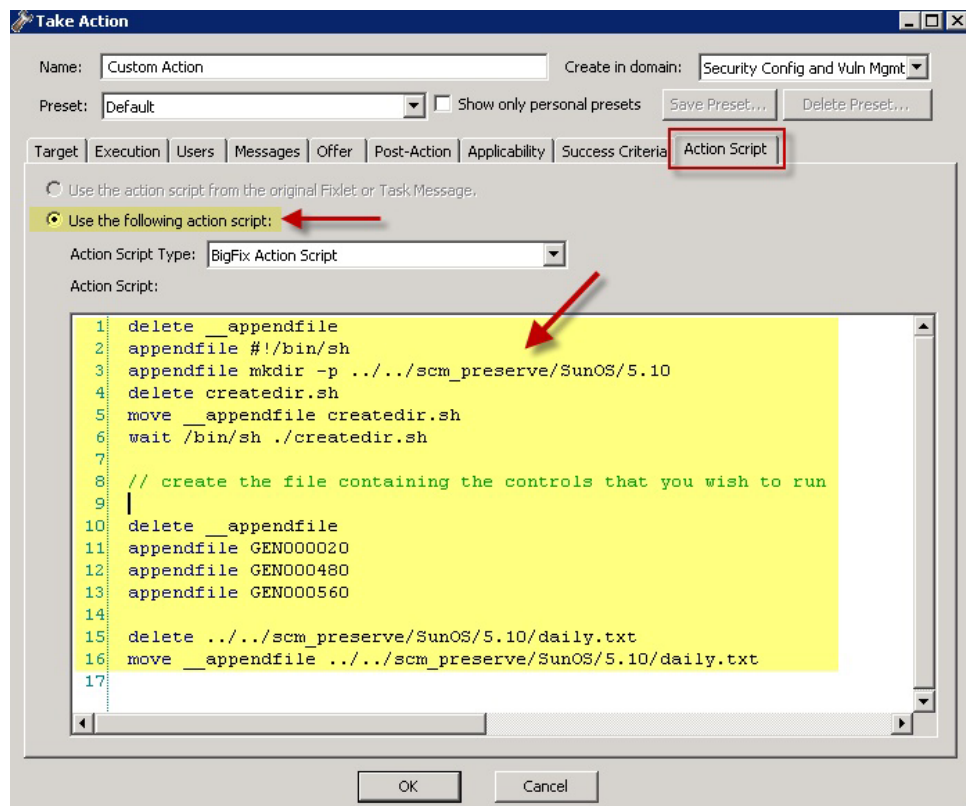 Take Action
Name: Custom Action Create in domain: Security Config and Vuln Mgmt
Preset: Default Show only personal presets Save Preset... Delete Preset...
Target Execution Users Messages Offer Post-Action Applicability Success Criteria Action Script
Use the action script from the original Fixlet or Task Message.
Use the following action script:
Action Script Type: BigFix Action Script
Action Script:
1 delete __appendfile
2 appendfile #!/bin/sh
3 appendfile mkdir -p ../../scm_preserve/SunOS/5.10
4 delete createdir.sh
5 move __appendfile createdir.sh
6 wait /bin/sh ./createdir.sh
7
8 // create the file containing the controls that you wish to run
9
10 delete __appendfile
11 appendfile GEN000020
12 appendfile GEN000480
13 appendfile GEN000560
14
15 delete ../../scm_preserve/SunOS/5.10/daily.txt
16 move __appendfile ../../scm_preserve/SunOS/5.10/daily.txt
17
OK Cancel